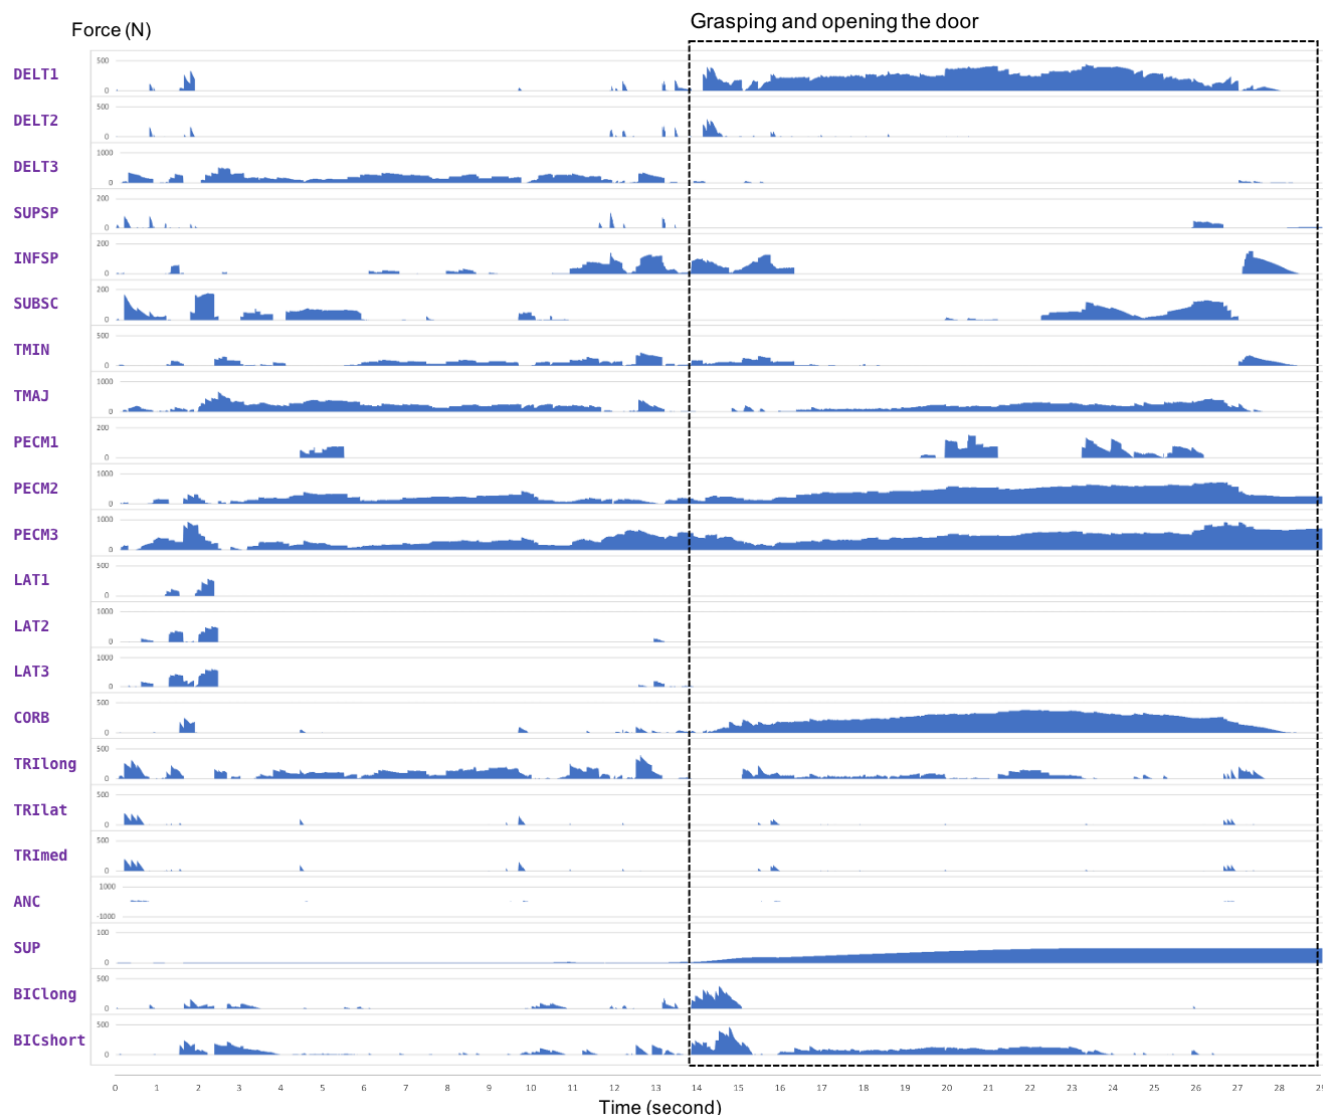 Grasping and opening the door
Force (N)
DELT1 500 0
DELT2 500 0
DELT3 1000 0
SUPSP 200 0
INFSP 200 0
SUBSC 200 0
TMIN 500 0
TMAJ 1000 0
PECM1 200 0
PECM2 1000 0
PECM3 1000 0
LAT1 500 0
LAT2 1000 0
LAT3 1000 0
CORB 500 0
TRIlong 500 0
TRIlat 500 0
TRImed 500 0
ANC 1000 -1000
SUP 100 0
BIClong 500 0
BICshort 500 0
0 1 2 3 4 5 6 7 8 9 10 11 12 13 14 15 16 17 18 19 20 21 22 23 24 25 26 27 28
Time (second)